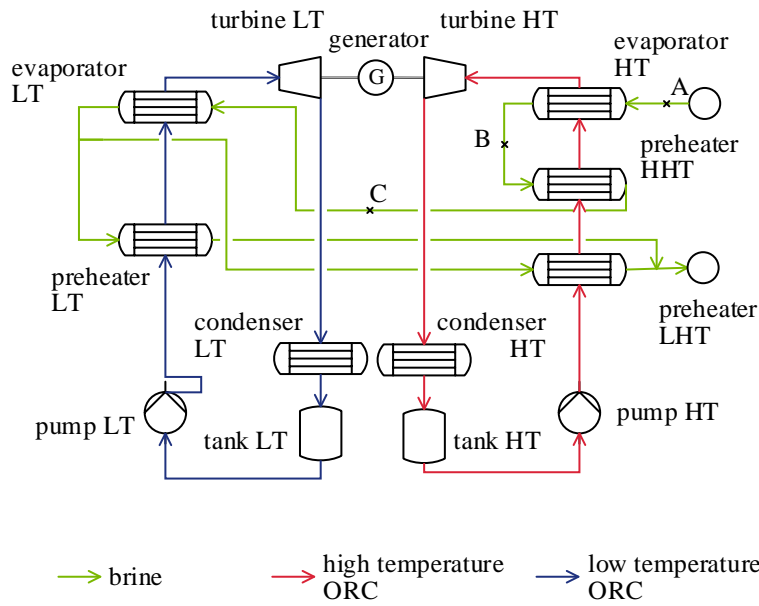 turbine LT
turbine HT
generator
evaporator
LT
evaporator
HT
G
A
B
preheater
HHT
C
preheater
LT
preheater
LHT
condenser
LT
condenser
HT
pump LT
tank LT
tank HT
pump HT
brine
high temperature
ORC
low temperature
ORC